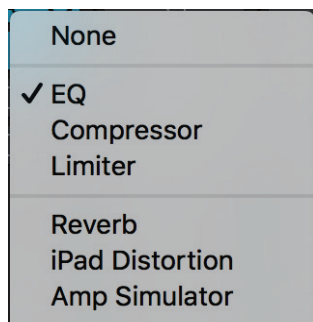 None
✓ EQ
Compressor
Limiter
Reverb
iPad Distortion
Amp Simulator